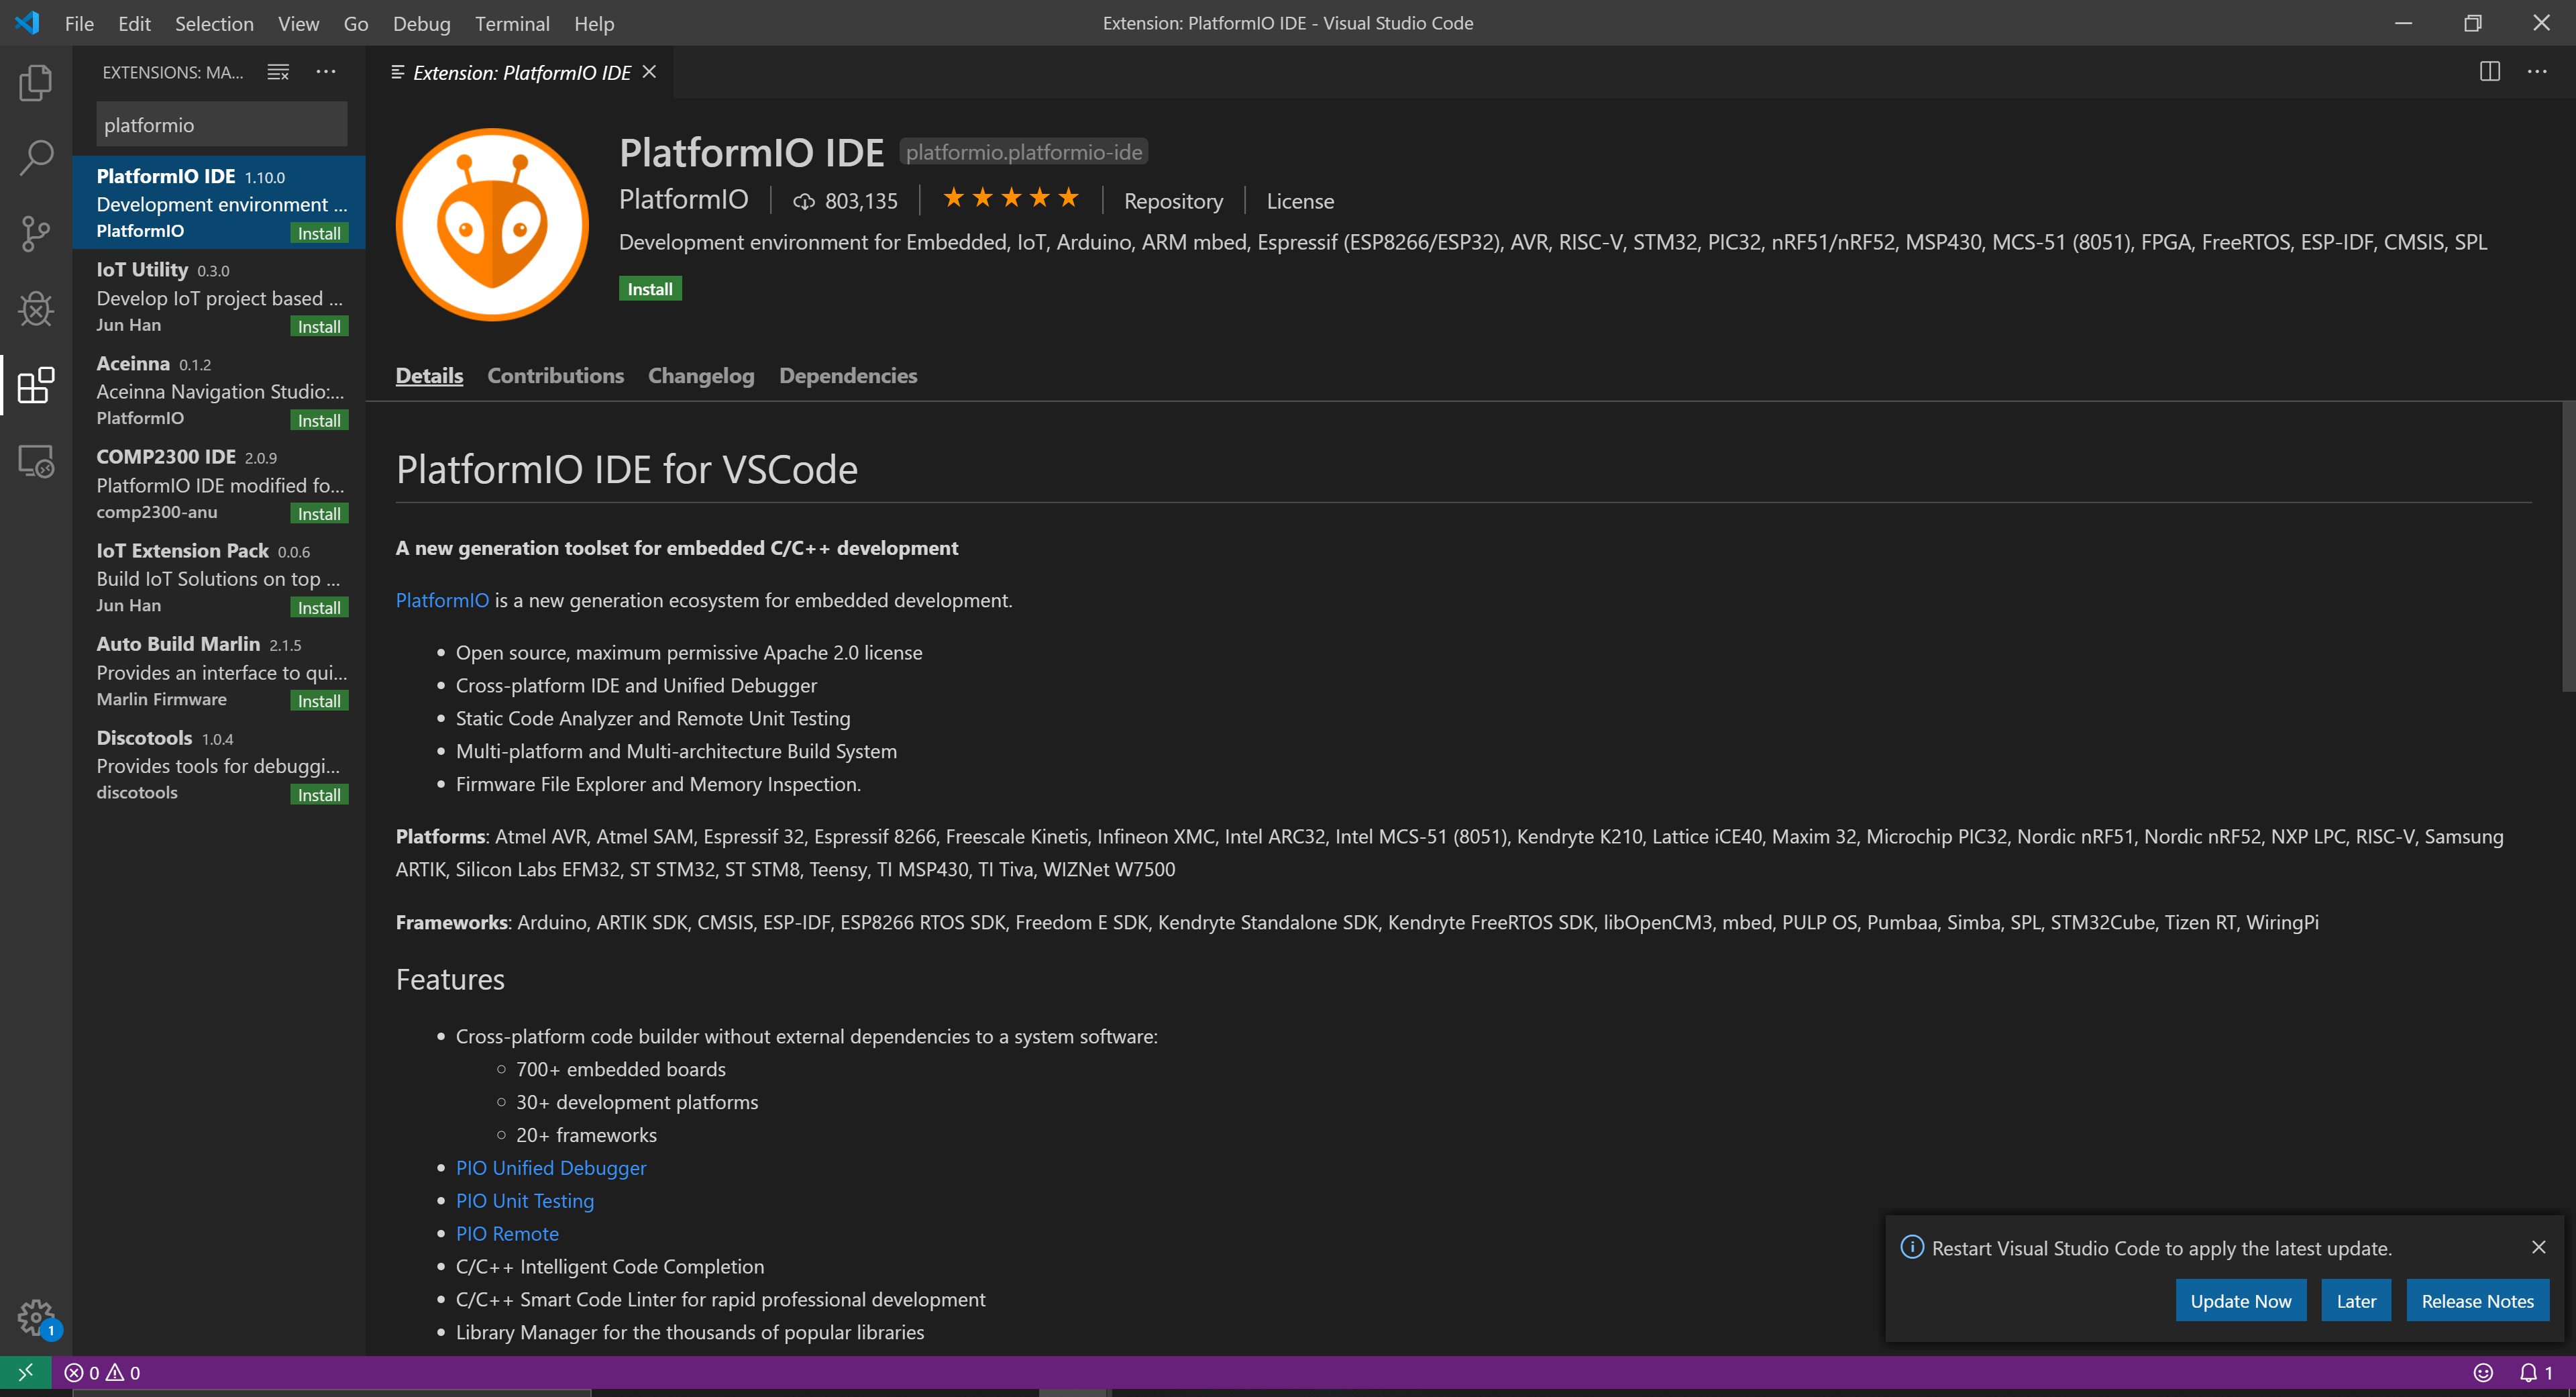 File Edit Selection View Go Debug Terminal Help
Extension: PlatformIO IDE - Visual Studio Code
EXTENSIONS: MA...
platformio
PlatformIO IDE 1.10.0
Development environment ...
PlatformIO Install
IoT Utility 0.3.0
Develop IoT project based ...
Jun Han Install
Aceinna 0.1.2
Aceinna Navigation Studio:...
PlatformIO Install
COMP2300 IDE 2.0.9
PlatformIO IDE modified fo...
comp2300-anu Install
IoT Extension Pack 0.0.6
Build IoT Solutions on top ...
Jun Han Install
Auto Build Marlin 2.1.5
Provides an interface to qui...
Marlin Firmware Install
Discotools 1.0.4
Provides tools for debuggi...
discotools Install
Extension: PlatformIO IDE
PlatformIO IDE platformio.platformio-ide
PlatformIO 803,135 Repository License
Development environment for Embedded, IoT, Arduino, ARM mbed, Espressif (ESP8266/ESP32), AVR, RISC-V, STM32, PIC32, nRF51/nRF52, MSP430, MCS-51 (8051), FPGA, FreeRTOS, ESP-IDF, CMSIS, SPL
Install
Details Contributions Changelog Dependencies
PlatformIO IDE for VSCode
A new generation toolset for embedded C/C++ development
PlatformIO is a new generation ecosystem for embedded development.
Open source, maximum permissive Apache 2.0 license
Cross-platform IDE and Unified Debugger
Static Code Analyzer and Remote Unit Testing
Multi-platform and Multi-architecture Build System
Firmware File Explorer and Memory Inspection.
Platforms: Atmel AVR, Atmel SAM, Espressif 32, Espressif 8266, Freescale Kinetis, Infineon XMC, Intel ARC32, Intel MCS-51 (8051), Kendryte K210, Lattice iCE40, Maxim 32, Microchip PIC32, Nordic nRF51, Nordic nRF52, NXP LPC, RISC-V, Samsung
ARTIK, Silicon Labs EFM32, ST STM32, ST STM8, Teensy, TI MSP430, TI Tiva, WIZNet W7500
Frameworks: Arduino, ARTIK SDK, CMSIS, ESP-IDF, ESP8266 RTOS SDK, Freedom E SDK, Kendryte Standalone SDK, Kendryte FreeRTOS SDK, libOpenCM3, mbed, PULP OS, Pumbaa, Simba, SPL, STM32Cube, Tizen RT, WiringPi
Features
Cross-platform code builder without external dependencies to a system software:
700+ embedded boards
30+ development platforms
20+ frameworks
PIO Unified Debugger
PIO Unit Testing
PIO Remote
C/C++ Intelligent Code Completion
C/C++ Smart Code Linter for rapid professional development
Library Manager for the thousands of popular libraries
Restart Visual Studio Code to apply the latest update.
Update Now Later Release Notes
1
0 0
1